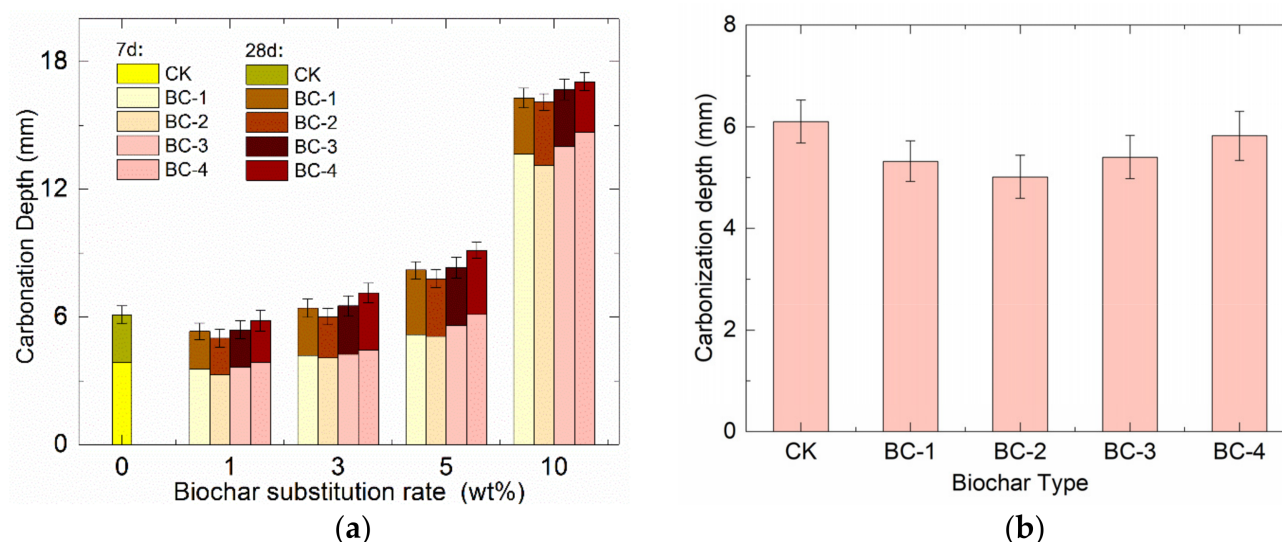 18
12
6
0
Carbonation Depth (mm)
7d: 28d:
CK CK
BC-1 BC-1
BC-2 BC-2
BC-3 BC-3
BC-4 BC-4
0 1 3 5 10
Biochar substitution rate (wt%)
(a)
8
6
4
2
0
Carbonization depth (mm)
CK BC-1 BC-2 BC-3 BC-4
Biochar Type
(b)